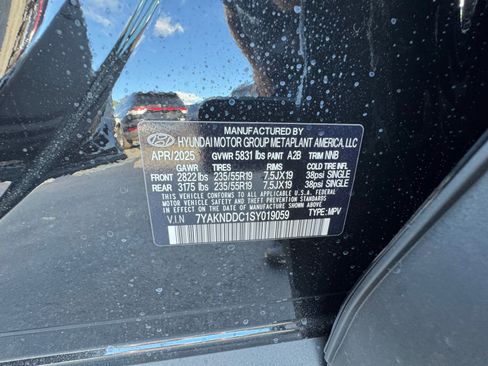 MANUFACTURED BY
HYUNDAI MOTOR GROUP METAPLANT AMERICA, LLC
APR/2025 GVWR 5831 lbs PAINT A2B TRIM NNB
GAWR TIRES RIMS COLD TIRE INFL.
FRONT 2822 lbs 235/55R19 7.5JX19 38psi SINGLE
REAR 3175 lbs 235/55R19 7.5JX19 38psi SINGLE
THIS VEHICLE CONFORMS TO ALL APPLICABLE U.S.
FEDERAL MOTOR VEHICLE SAFETY AND THEFT PREVENTION
STANDARDS IN EFFECT ON THE DATE OF MANUFACTURE SHOWN
ABOVE.
V.I.N 7YAKNDDC1SY019059 TYPE: MPV